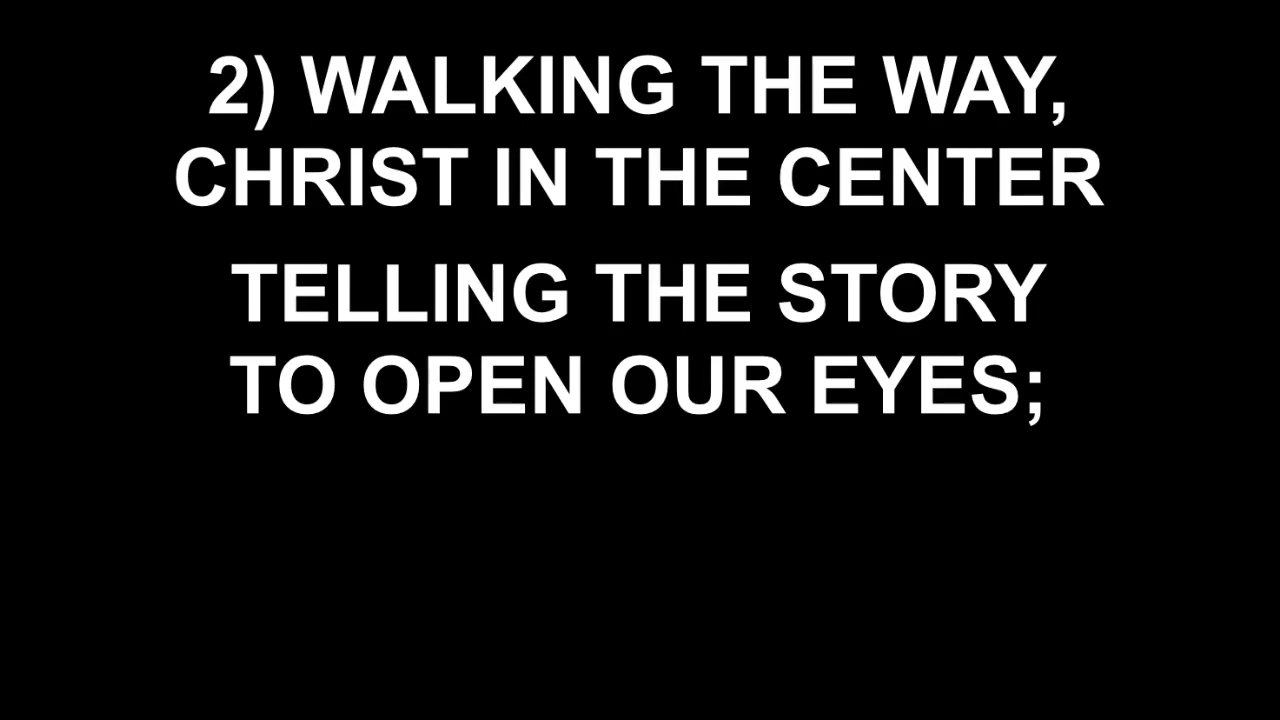 2) WALKING THE WAY,
CHRIST IN THE CENTER
TELLING THE STORY
TO OPEN OUR EYES;